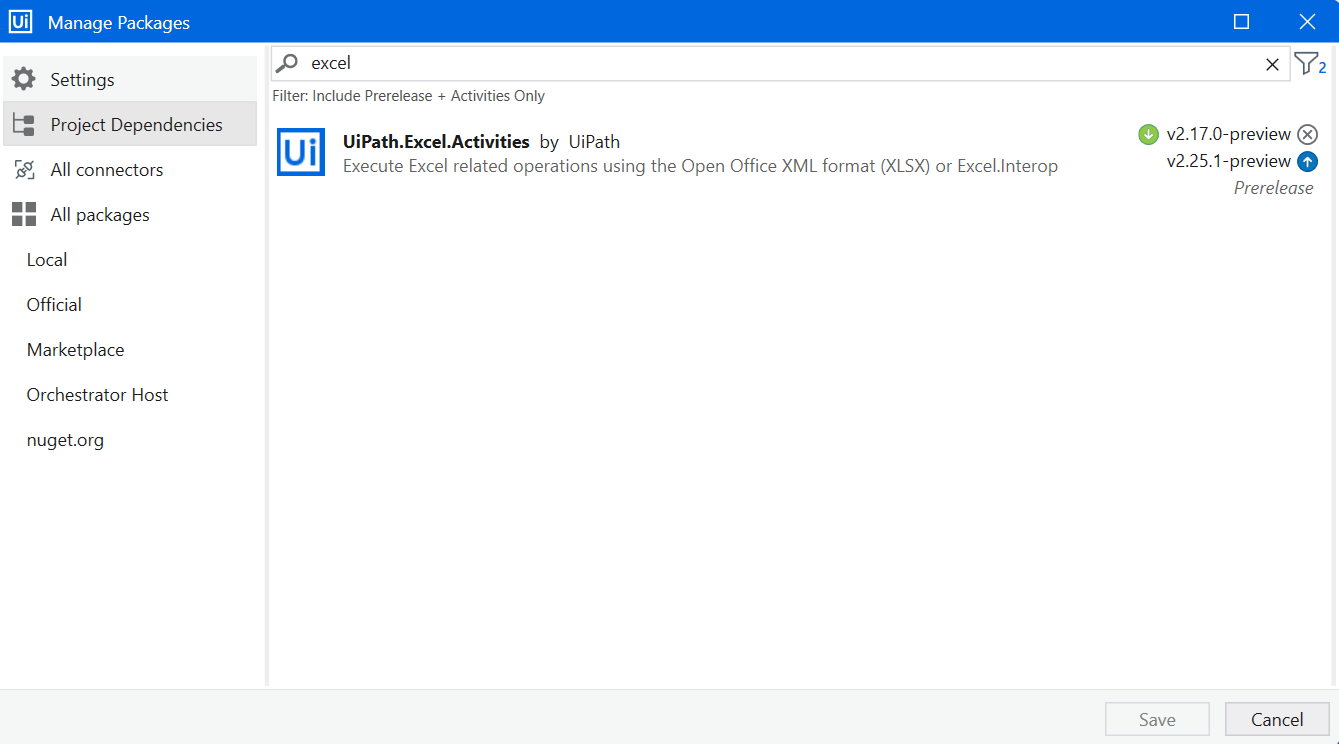 Ui Manage Packages
Settings
Project Dependencies
All connectors
All packages
Local
Official
Marketplace
Orchestrator Host
nuget.org
excel
2
Filter: Include Prerelease + Activities Only
Ui
UiPath.Excel.Activities by UiPath
Execute Excel related operations using the Open Office XML format (XLSX) or Excel.Interop
v2.17.0-preview
v2.25.1-preview
Prerelease
Save
Cancel